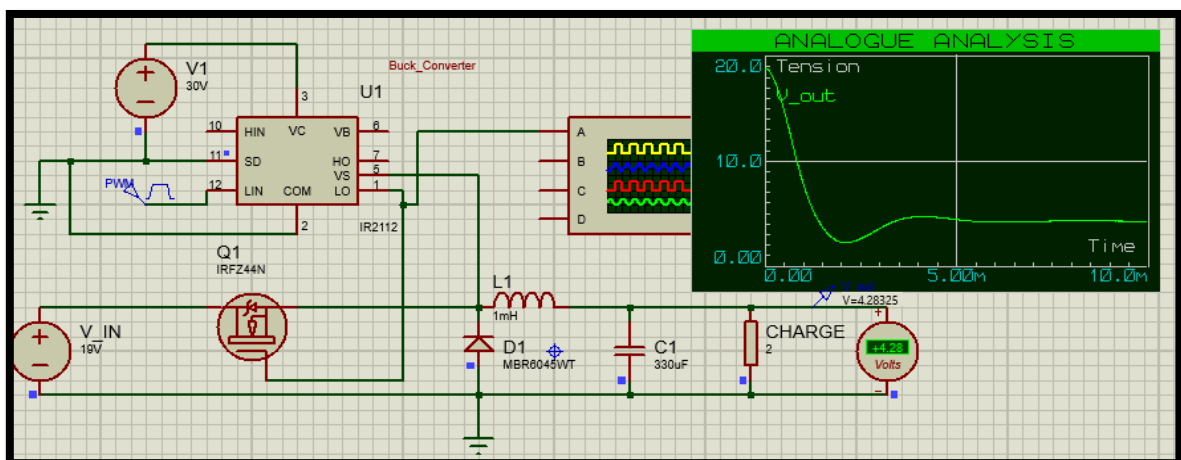 ANALOGUE ANALYSIS
20.0
Tension
V_out
10.0
0.00
Time
0.00
5.00m
10.0m
V1
30V
Buck_Converter
U1
3
10
HIN
VC
VB
6
11
SD
HO
7
VS
5
12
LIN
COM
LO
1
PWM
2
IR2112
A
B
C
D
Q1
IRFZ44N
L1
1mH
V=4.28325
V_IN
19V
D1
MBR6045WT
C1
330uF
CHARGE
2
+
+4.28
Volts